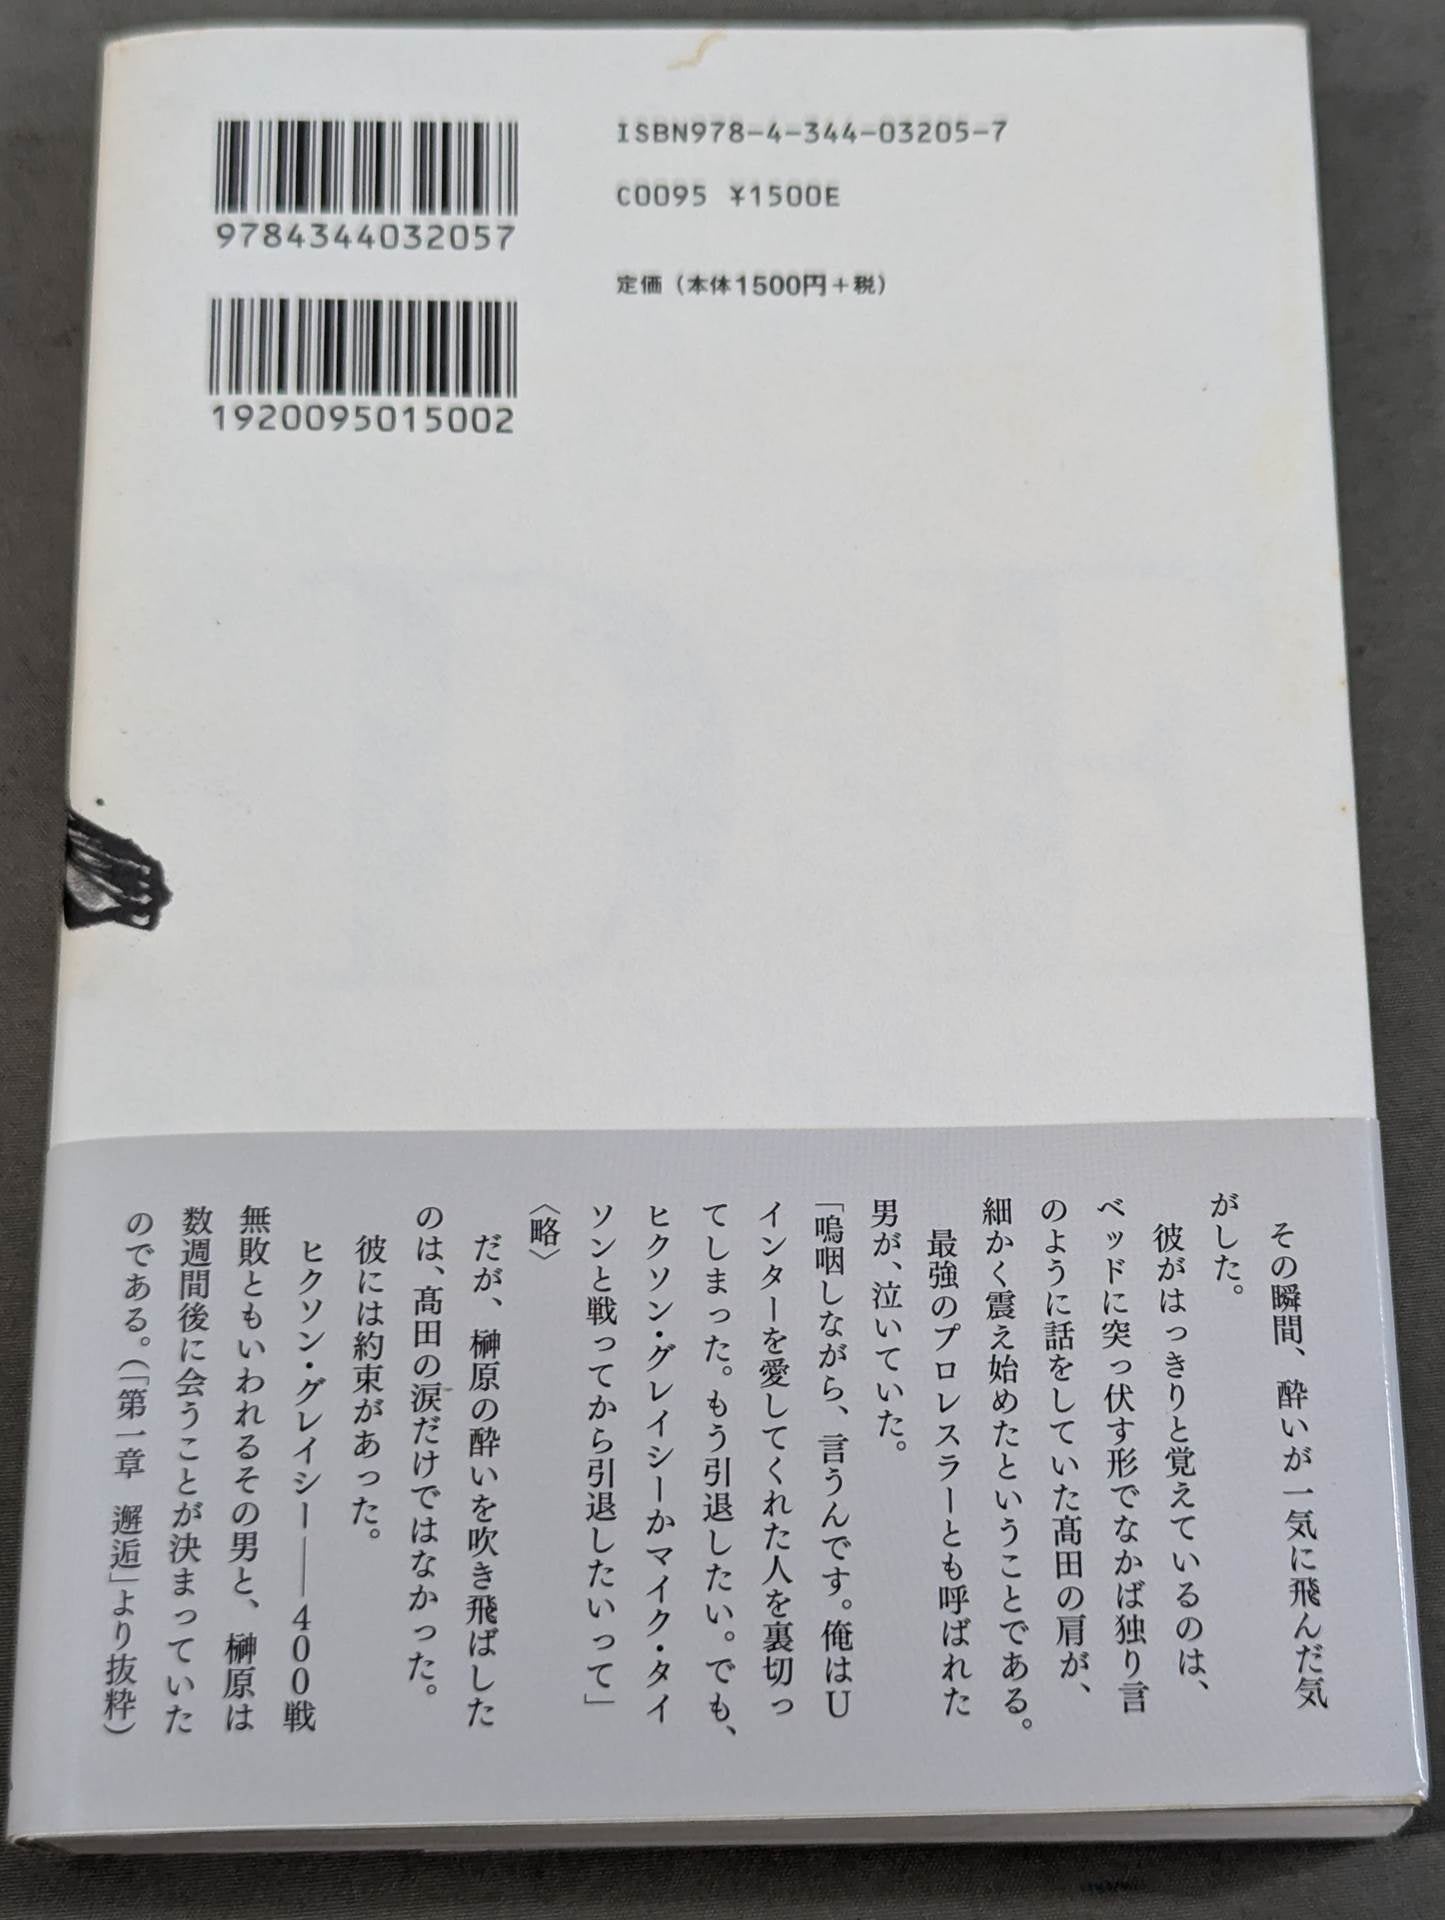 ISBN978-4-344-03205-7
C0095 ¥1500E
定価（本体1500円+税）
9784344032057
1920095015002
その瞬間、酔いが一気に飛んだ気
がした。
彼がはっきりと覚えているのは、
ベッドに突っ伏す形でなかば独り言
のように話をしていた髙田の肩が、
細かく震え始めたということである。
最強のプロレスラーとも呼ばれた
男が、泣いていた。
「嗚咽しながら、言うんです。俺はU
インターを愛してくれた人を裏切っ
てしまった。もう引退したい。でも、
ヒクソン・グレイシーかマイク・タイ
ソンと戦ってから引退したいって」
〈略〉
だが、榊原の酔いを吹き飛ばした
のは、髙田の涙だけではなかった。
彼には約束があった。
ヒクソン・グレイシー——400戦
無敗ともいわれるその男と、榊原は
数週間後に会うことが決まっていた
のである。（「第一章　邂逅」より抜粋）